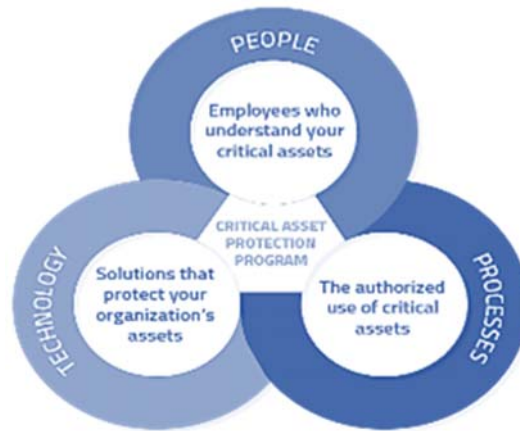 PEOPLE
Employees who
understand your
critical assets
CRITICAL ASSET
PROTECTION
PROGRAM
TECHNOLOGY
Solutions that
protect your
organization's
assets
The authorized
use of critical
assets
PROCESSES